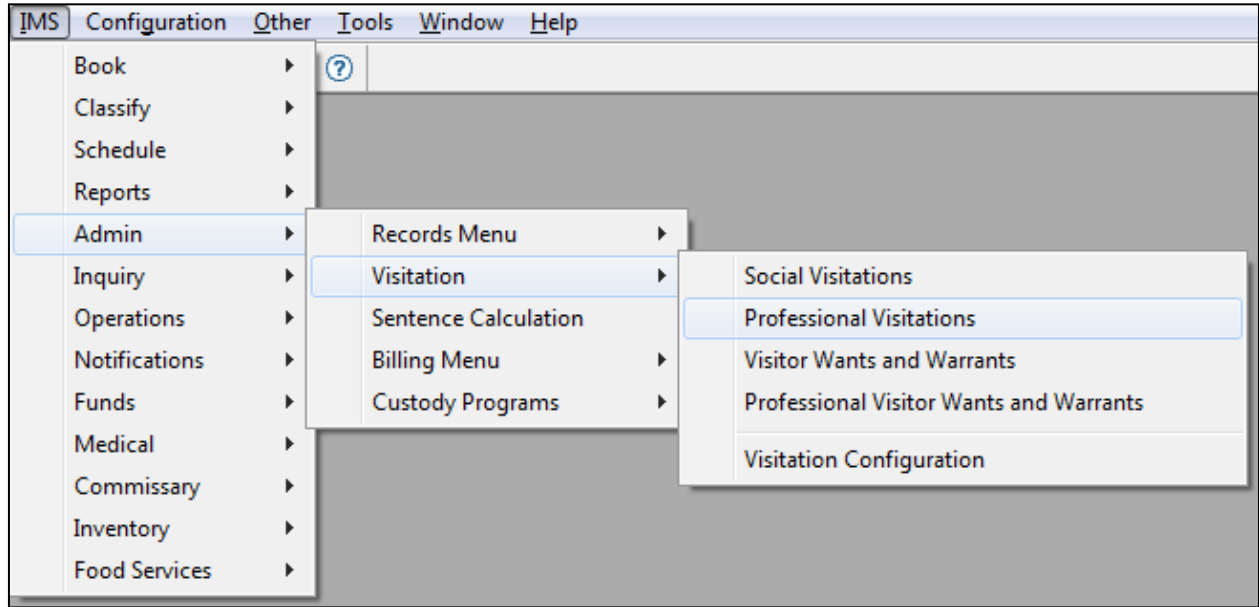 IMS Configuration Other Tools Window Help
Book
Classify
Schedule
Reports
Admin
Inquiry
Operations
Notifications
Funds
Medical
Commissary
Inventory
Food Services
Records Menu
Visitation
Sentence Calculation
Billing Menu
Custody Programs
Social Visitations
Professional Visitations
Visitor Wants and Warrants
Professional Visitor Wants and Warrants
Visitation Configuration